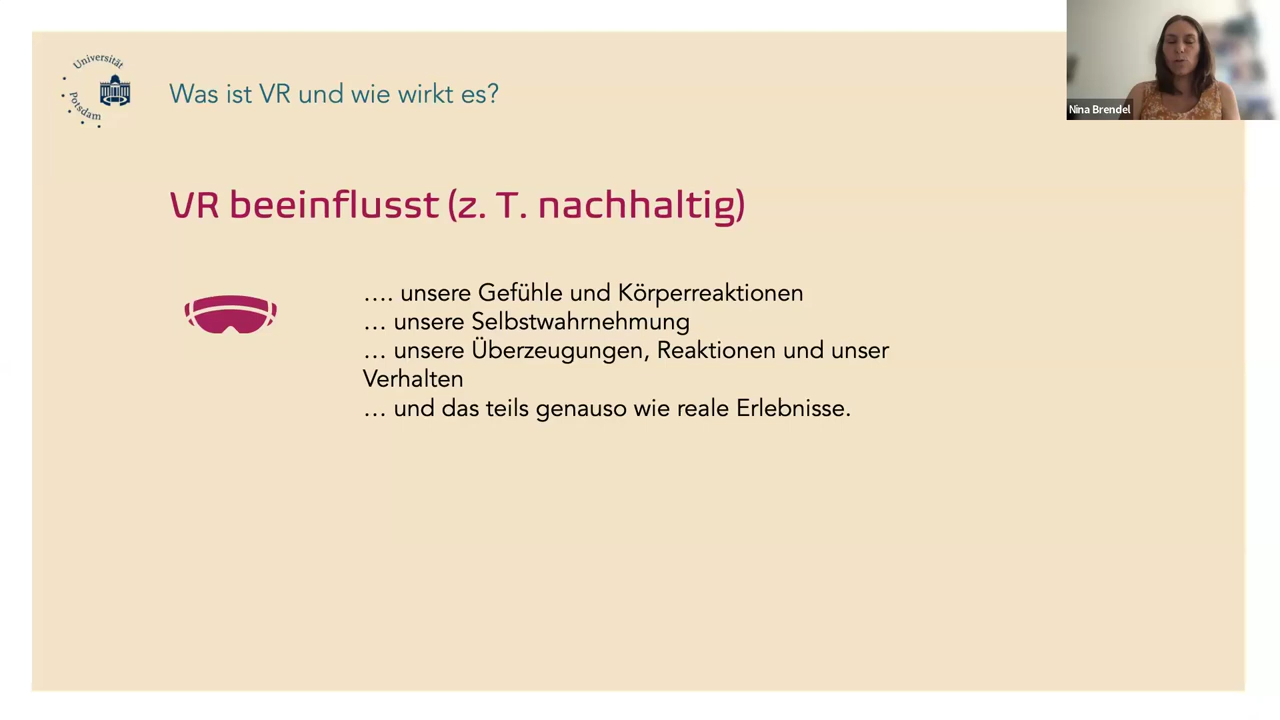 Universität
Potsdam
Was ist VR und wie wirkt es?
Nina Brendel
VR beeinflusst (z. T. nachhaltig)
…. unsere Gefühle und Körperreaktionen
… unsere Selbstwahrnehmung
… unsere Überzeugungen, Reaktionen und unser
Verhalten
… und das teils genauso wie reale Erlebnisse.